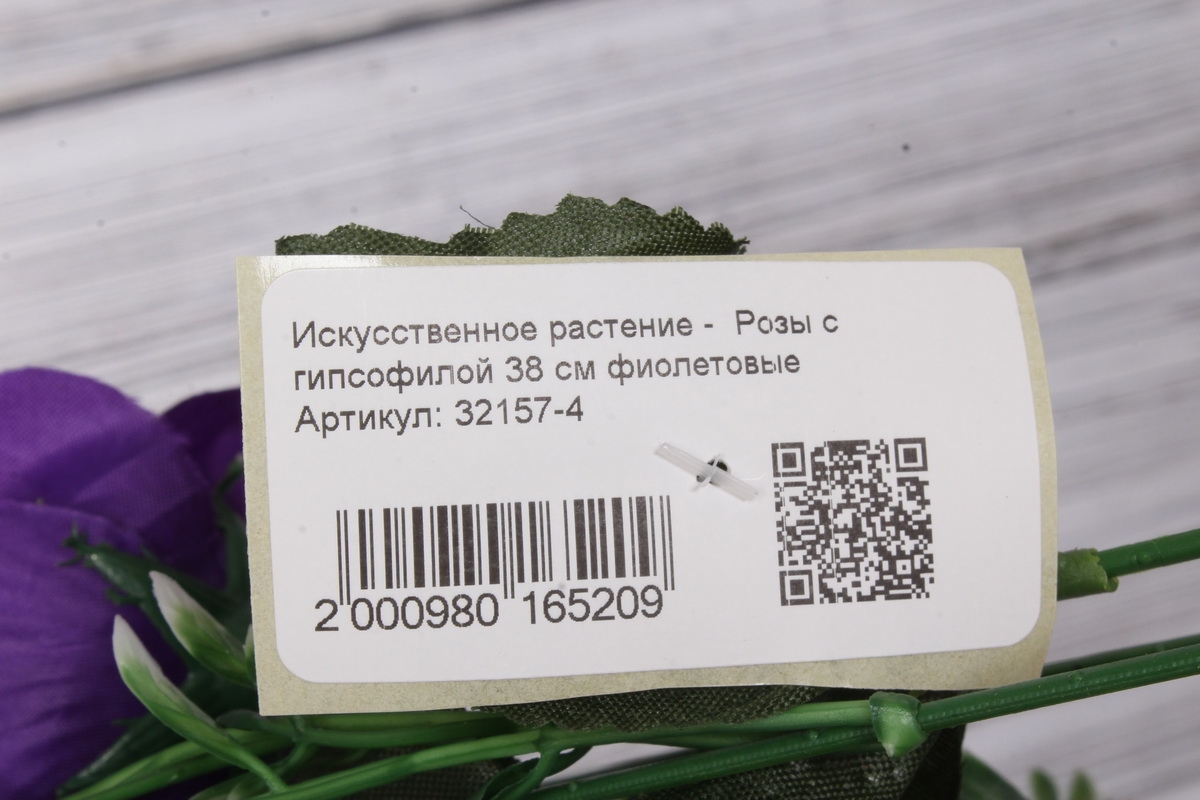 Искусственное растение - Розы с
гипсофилой 38 см фиолетовые
Артикул: 32157-4
2 000980 165209